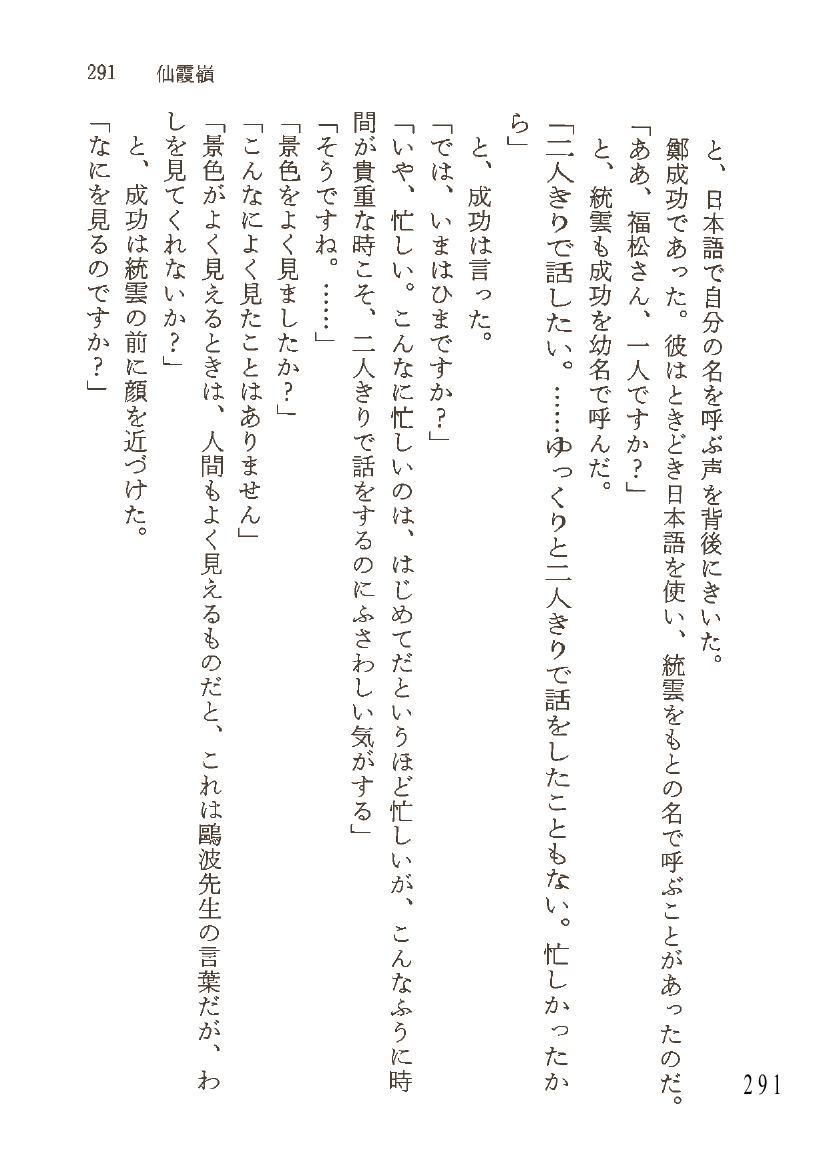 291 仙霞嶺
と、日本語で自分の名を呼ぶ声を背後にきいた。
鄭成功であった。彼はときどき日本語を使い、統雲をもとの名で呼ぶことがあったのだ。
「ああ、福松さん、一人ですか？」
と、統雲も成功を幼名で呼んだ。
「二人きりで話したい。……ゆっくりと二人きりで話をしたこともない。忙しかったか
ら」
と、成功は言った。
「では、いまはひまですか？」
「いや、忙しい。こんなに忙しいのは、はじめてだというほど忙しいが、こんなふうに時
間が貴重な時こそ、二人きりで話をするのにふさわしい気がする」
「そうですね。……」
「景色をよく見ましたか？」
「こんなによく見たことはありません」
「景色がよく見えるときは、人間もよく見えるものだと、これは鷗波先生の言葉だが、わ
しを見てくれないか？」
と、成功は統雲の前に顔を近づけた。
「なにを見るのですか？」
291